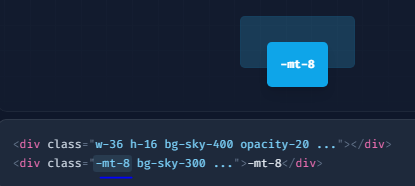 -mt-8
<div class="w-36 h-16 bg-sky-400 opacity-20 ..."></div>
<div class="-mt-8 bg-sky-300 ...">-mt-8</div>